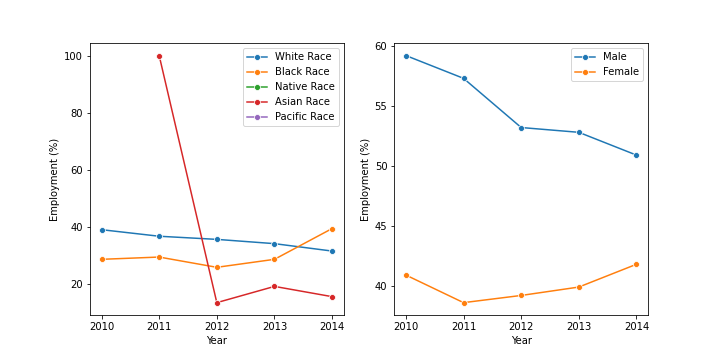 Employment (%)
100
80
60
40
20
2010 2011 2012 2013 2014
Year
White Race
Black Race
Native Race
Asian Race
Pacific Race
Employment (%)
60
55
50
45
40
2010 2011 2012 2013 2014
Year
Male
Female